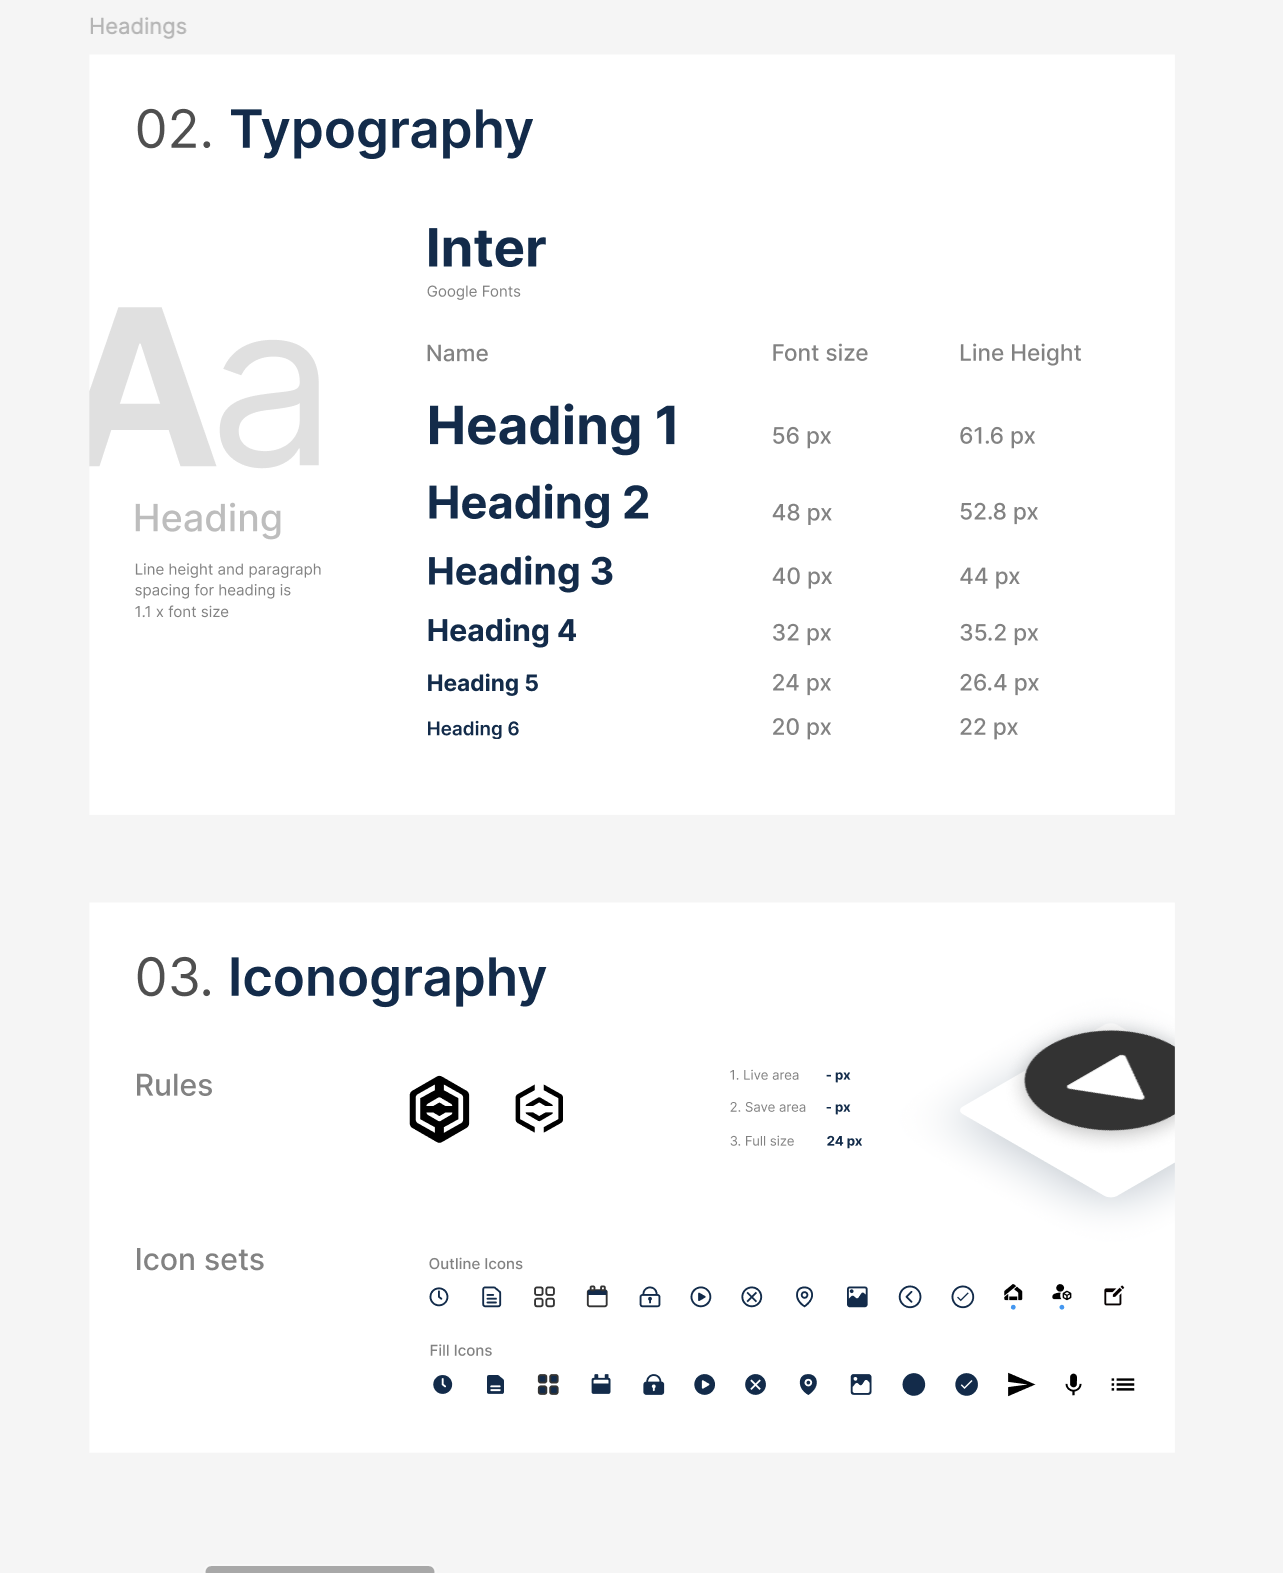 Headings
02. Typography
Inter
Google Fonts
Aa
Heading
Line height and paragraph
spacing for heading is
1.1 x font size
Name Font size Line Height
Heading 1 56 px 61.6 px
Heading 2 48 px 52.8 px
Heading 3 40 px 44 px
Heading 4 32 px 35.2 px
Heading 5 24 px 26.4 px
Heading 6 20 px 22 px
03. Iconography
Rules
1. Live area - px
2. Save area - px
3. Full size 24 px
Icon sets
Outline Icons
Fill Icons